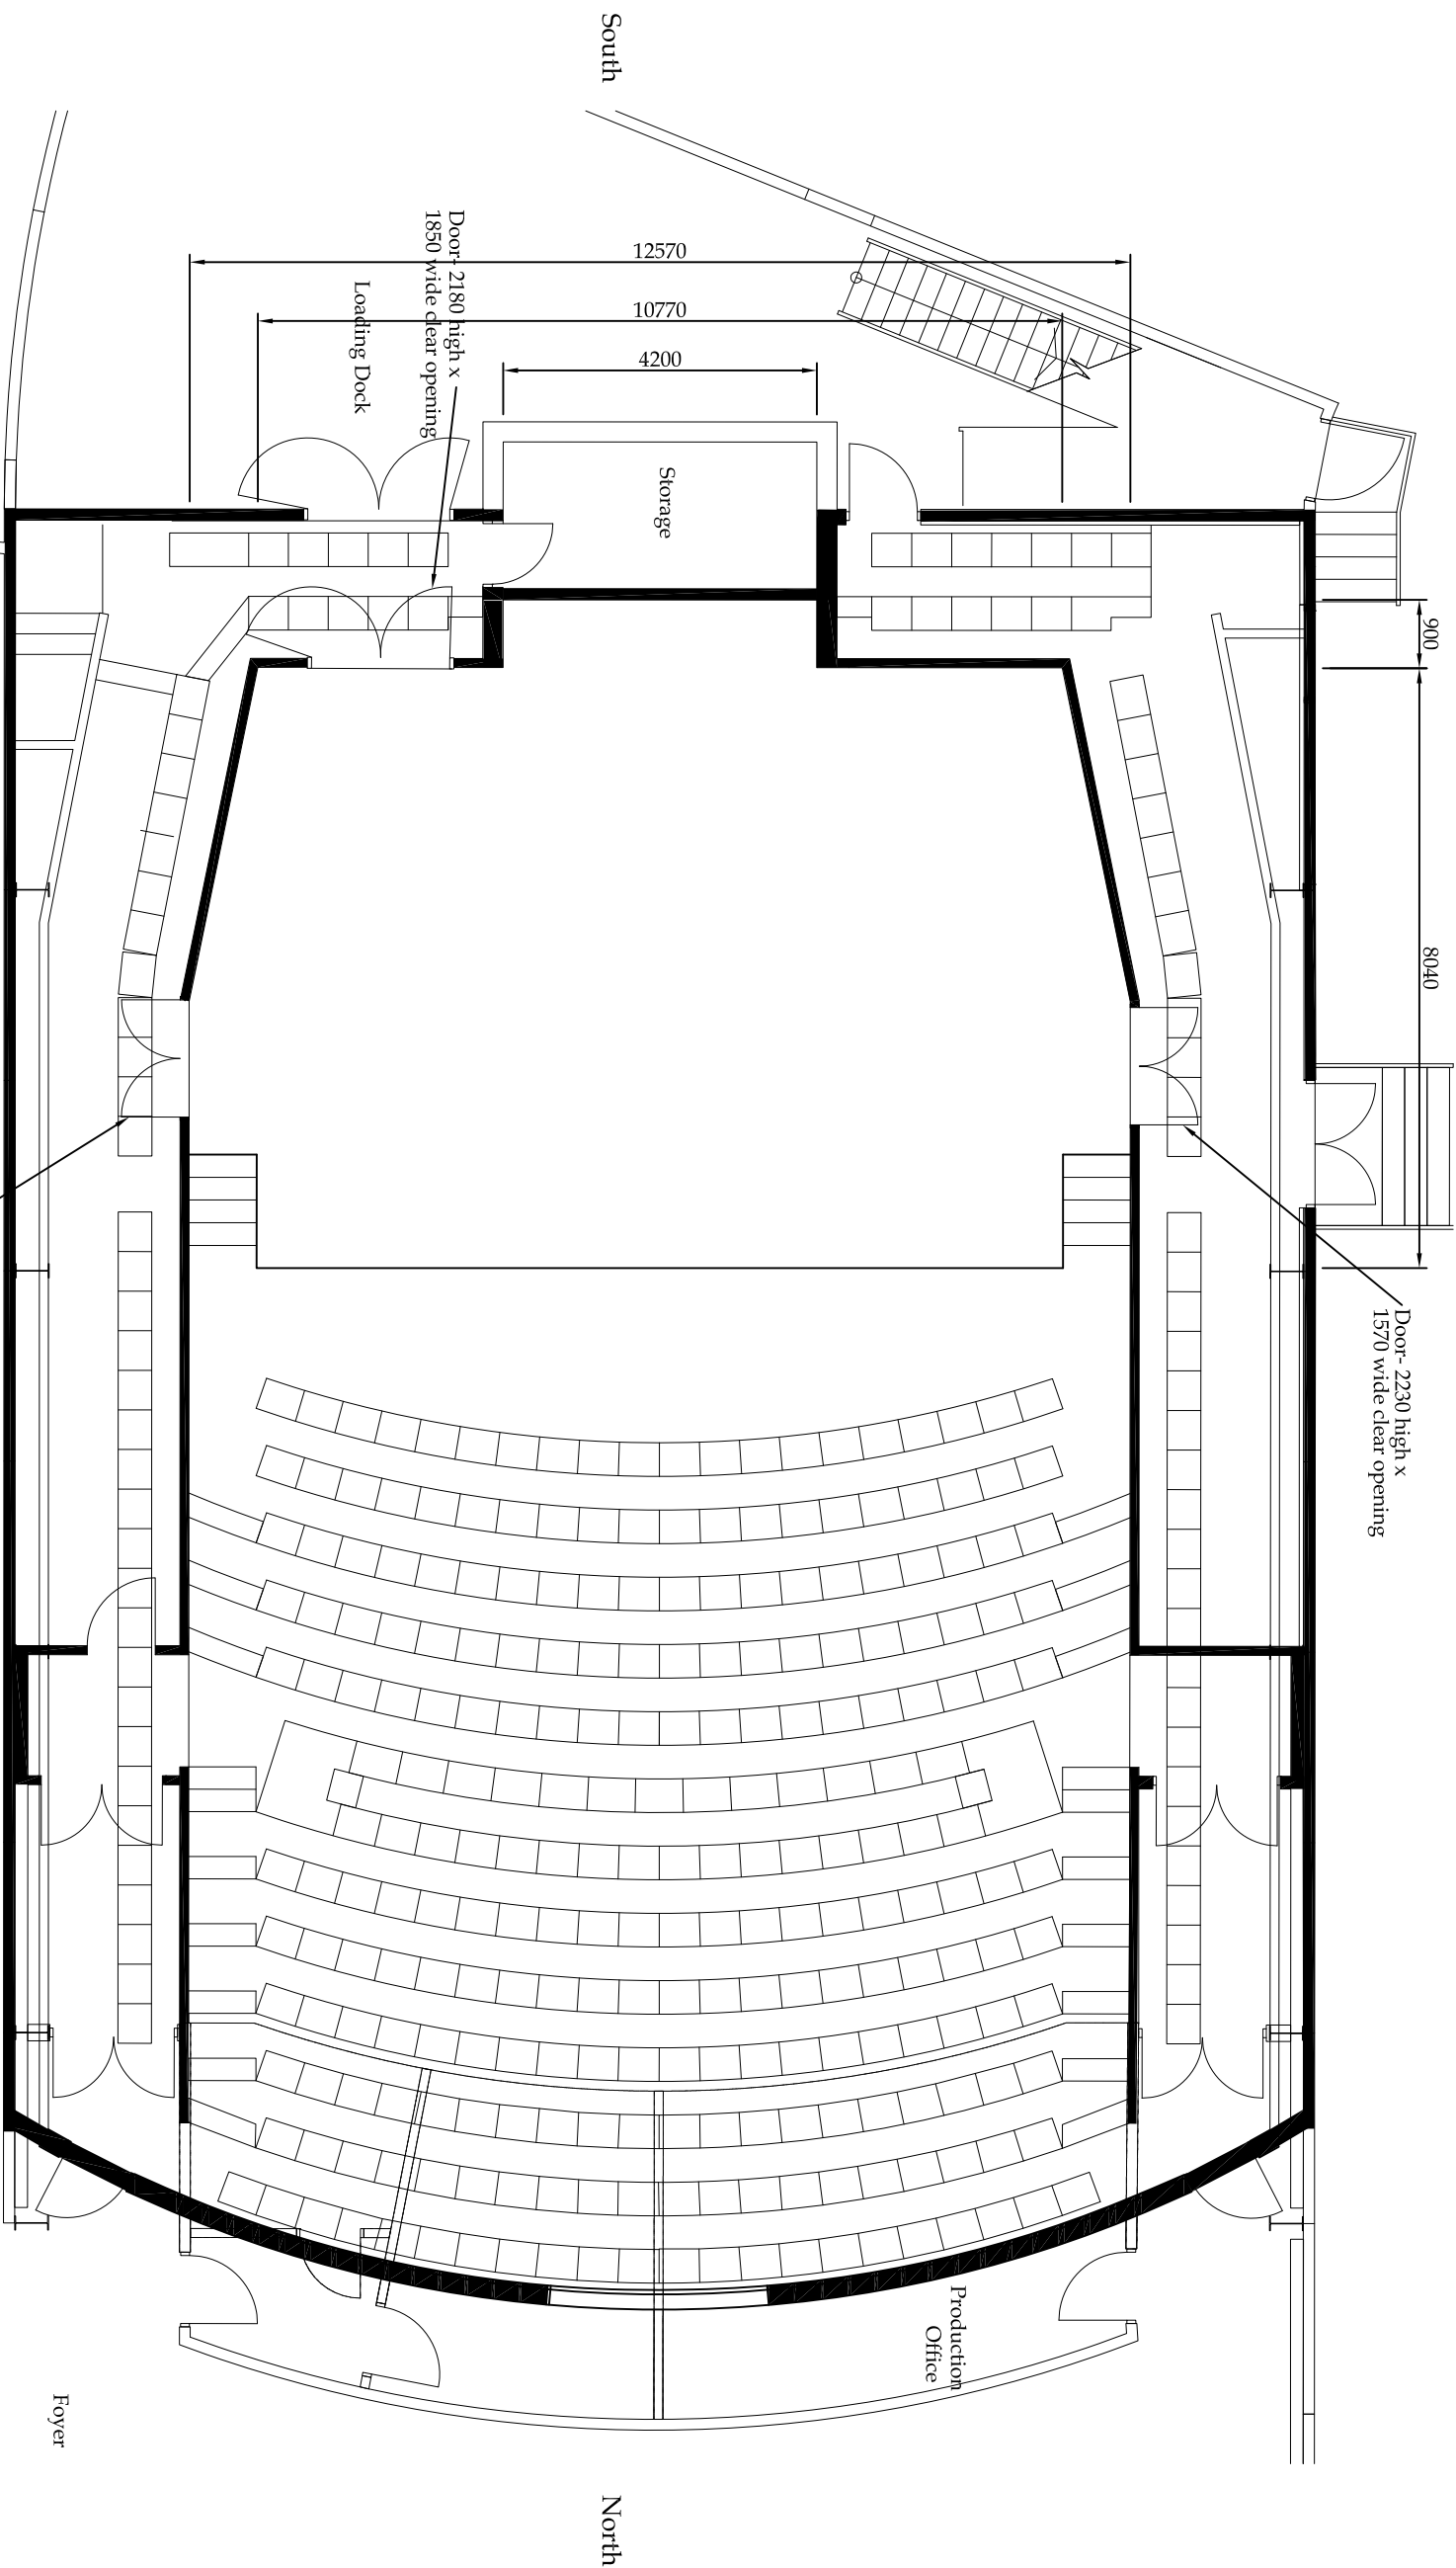 South
12570
10770
4200
Door- 2180 high x
1850 wide clear opening
Loading Dock
Storage
900
8040
Door- 2230 high x
1570 wide clear opening
Production
Office
Foyer
North